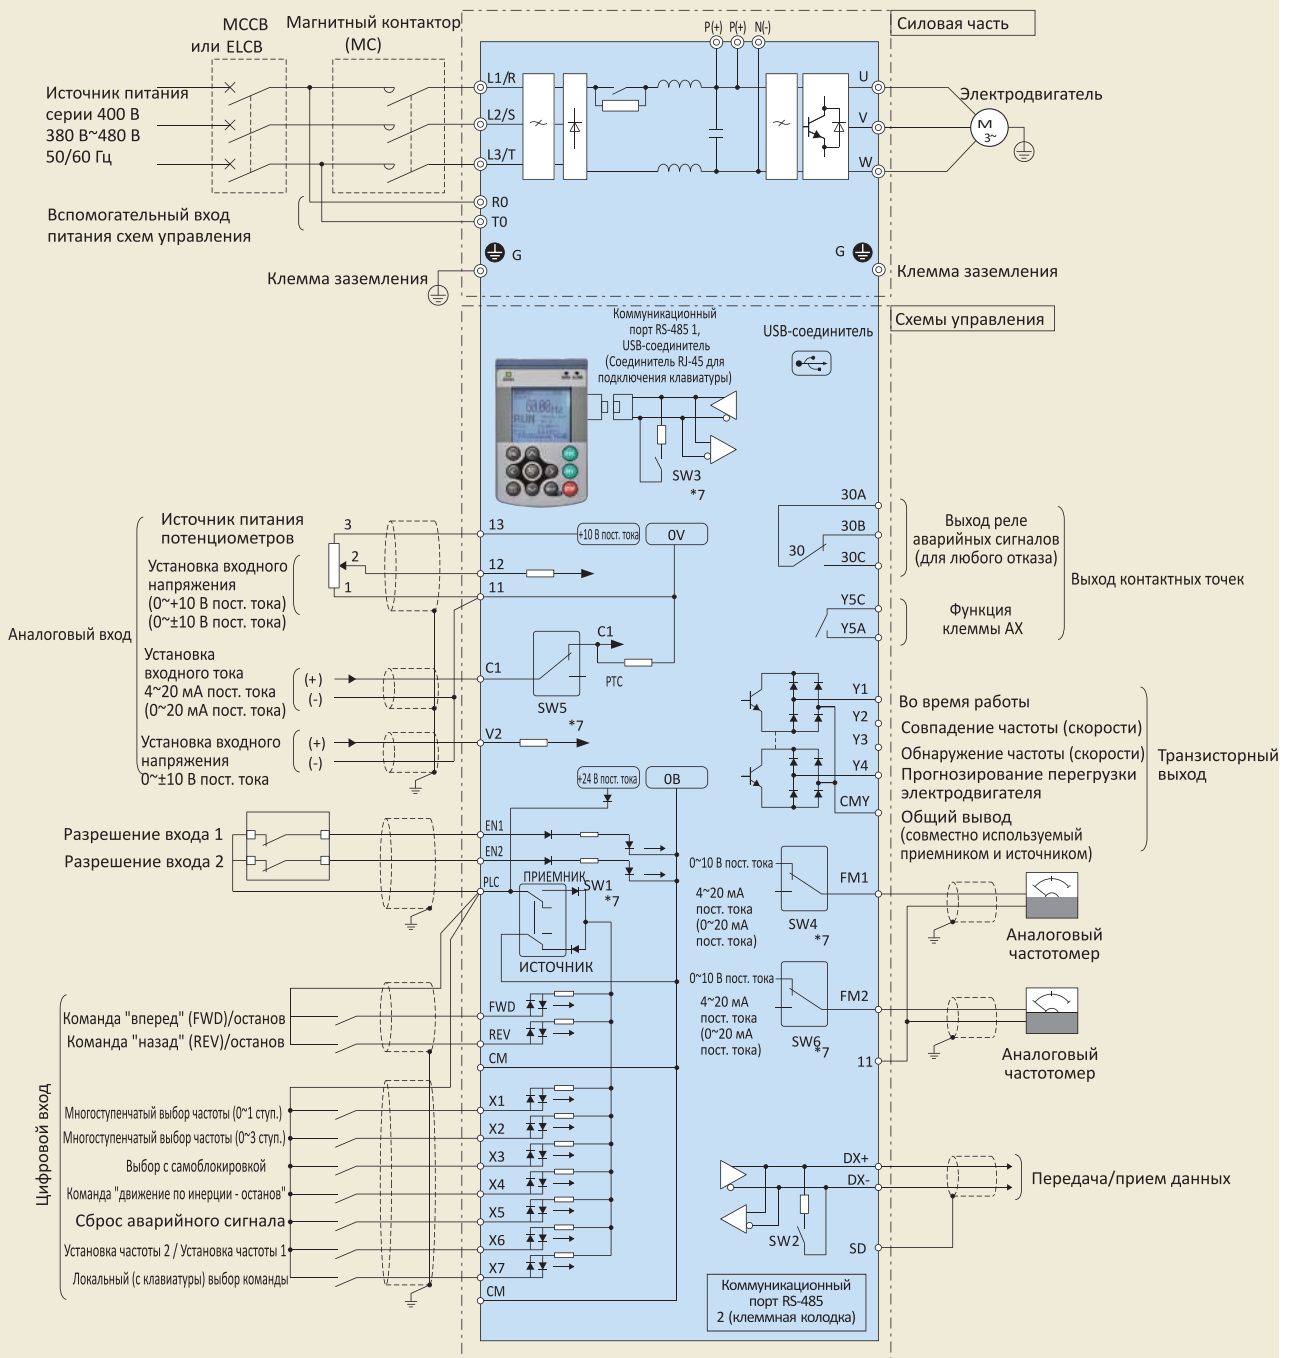 МССВ
или ELCB
Магнитный контактор
(МС)
P(+) P(+) N(-)
Силовая часть
Источник питания
серии 400 В
380 В~480 В
50/60 Гц
L1/R
L2/S
L3/T
U
V
W
Электродвигатель
M
3~
R0
T0
Вспомогательный вход
питания схем управления
G
G
Клемма заземления
Клемма заземления
Схемы управления
Коммуникационный
порт RS-485 1,
USB-соединитель
(Соединитель RJ-45 для
подключения клавиатуры)
USB-соединитель
60.00
RUN
SW3
*7
30A
30B
30
30C
Выход реле
аварийных сигналов
(для любого отказа)
Выход контактных точек
Y5C
Y5A
Функция
клеммы AX
Источник питания
потенциометров
3
2
1
13
12
11
+10 В пост. тока
0V
Установка входного
напряжения
(0~+10 В пост. тока)
(0~±10 В пост. тока)
Аналоговый вход
Установка
входного тока
4~20 мА пост. тока
(0~20 мА пост. тока)
(+)
(-)
C1
C1
PTC
SW5
*7
Установка входного
напряжения
0~±10 В пост. тока
(+)
(-)
V2
+24 В пост. тока
0В
Y1
Y2
Y3
Y4
CMY
Во время работы
Совпадение частоты (скорости)
Обнаружение частоты (скорости)
Прогнозирование перегрузки
электродвигателя
Общий вывод
(совместно используемый
приемником и источником)
Транзисторный
выход
Разрешение входа 1
Разрешение входа 2
EN1
EN2
PLC
ПРИЕМНИК
SW1
*7
ИСТОЧНИК
0~10 В пост. тока
4~20 мА
пост. тока
(0~20 мА
пост. тока)
SW4
*7
FM1
Аналоговый
частотомер
0~10 В пост. тока
4~20 мА
пост. тока
(0~20 мА
пост. тока)
SW6
*7
FM2
11
Аналоговый
частотомер
Цифровой вход
Команда "вперед" (FWD)/останов
Команда "назад" (REV)/останов
FWD
REV
CM
Многоступенчатый выбор частоты (0~1 ступ.)
Многоступенчатый выбор частоты (0~3 ступ.)
Выбор с самоблокировкой
Команда "движение по инерции - останов"
Сброс аварийного сигнала
Установка частоты 2 / Установка частоты 1
Локальный (с клавиатуры) выбор команды
X1
X2
X3
X4
X5
X6
X7
CM
DX+
DX-
SW2
SD
Передача/прием данных
Коммуникационный
порт RS-485
2 (клеммная колодка)